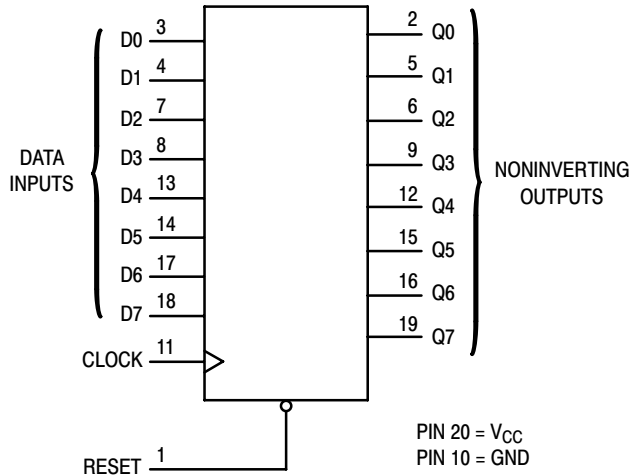 D0 3
D1 4
D2 7
D3 8
D4 13
D5 14
D6 17
D7 18
DATA
INPUTS
CLOCK 11
RESET 1
2 Q0
5 Q1
6 Q2
9 Q3
12 Q4
15 Q5
16 Q6
19 Q7
NONINVERTING
OUTPUTS
PIN 20 = VCC
PIN 10 = GND